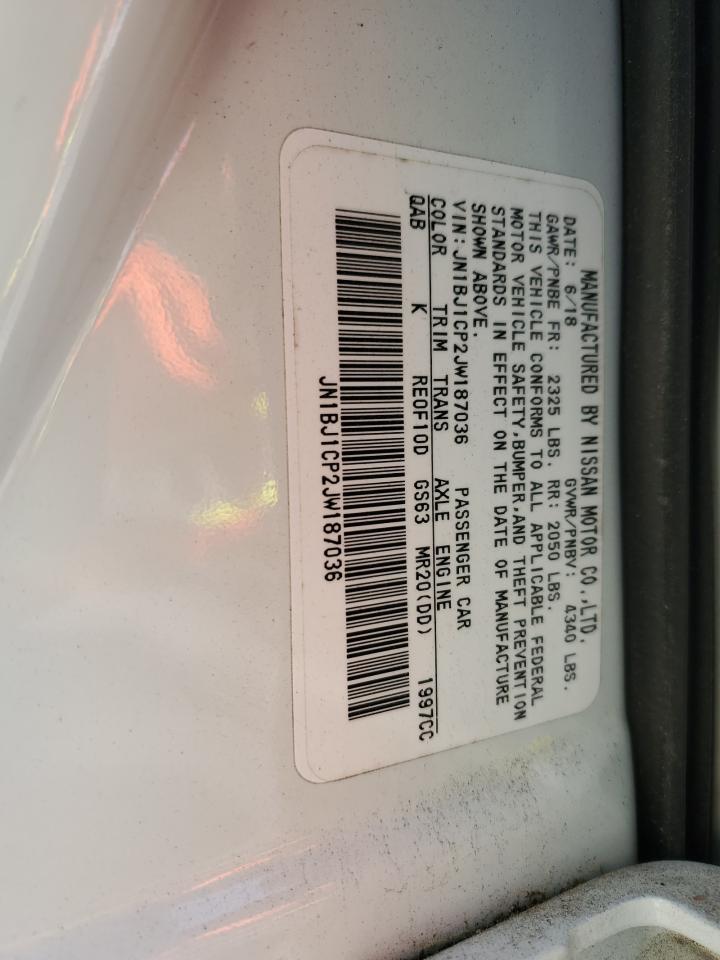 MANUFACTURED BY NISSAN MOTOR CO.,LTD.
DATE: 6/18 GVWR/PNBV: 4340 LBS.
GAWR/PNBE FR: 2325 LBS. RR: 2050 LBS.
THIS VEHICLE CONFORMS TO ALL APPLICABLE FEDERAL
MOTOR VEHICLE SAFETY,BUMPER,AND THEFT PREVENTION
STANDARDS IN EFFECT ON THE DATE OF MANUFACTURE
SHOWN ABOVE.
VIN:JN1BJ1CP2JW187036 PASSENGER CAR
COLOR TRIM TRANS AXLE ENGINE
QAB K RE0F10D GS63 MR20(DD) 1997CC
JN1BJ1CP2JW187036